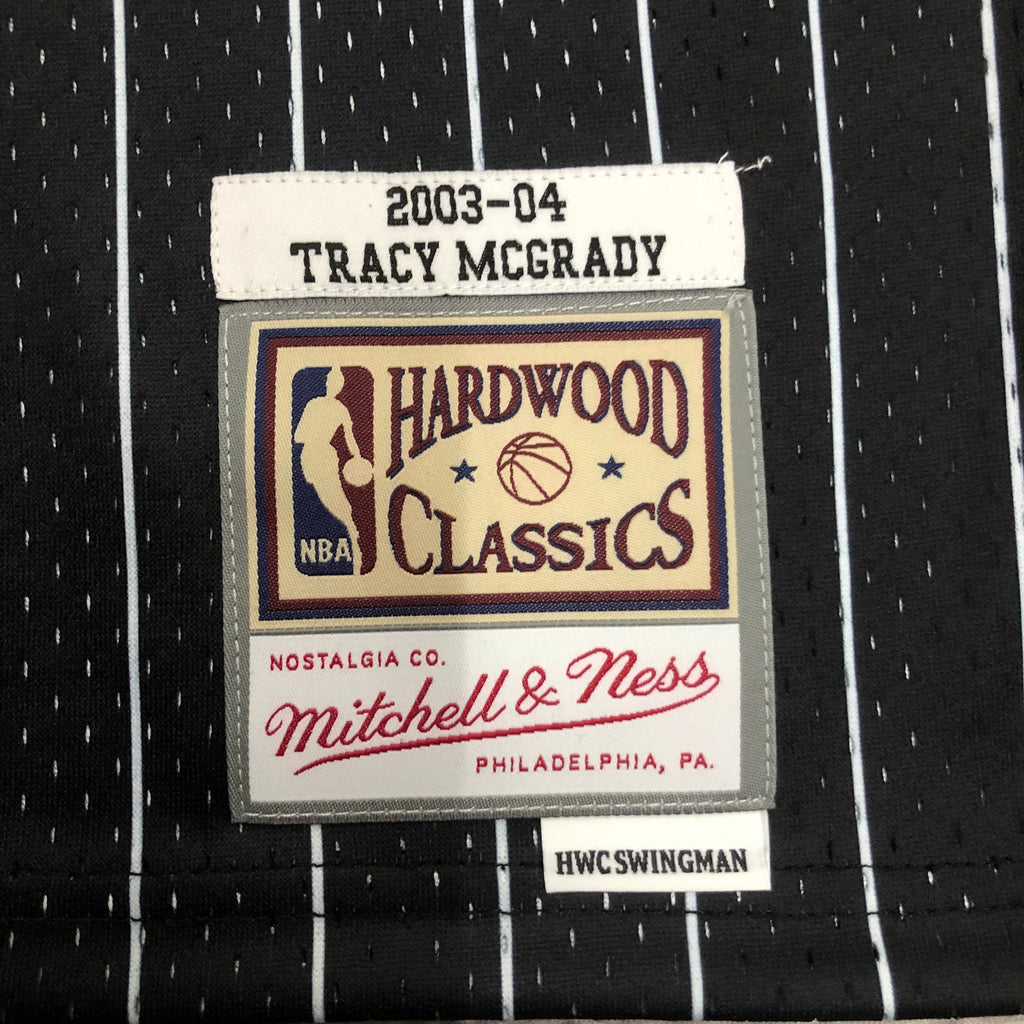 2003-04
TRACY MCGRADY
HARDWOOD
CLASSICS
NBA
NOSTALGIA CO.
Mitchell & Ness
PHILADELPHIA, PA.
HWC SWINGMAN